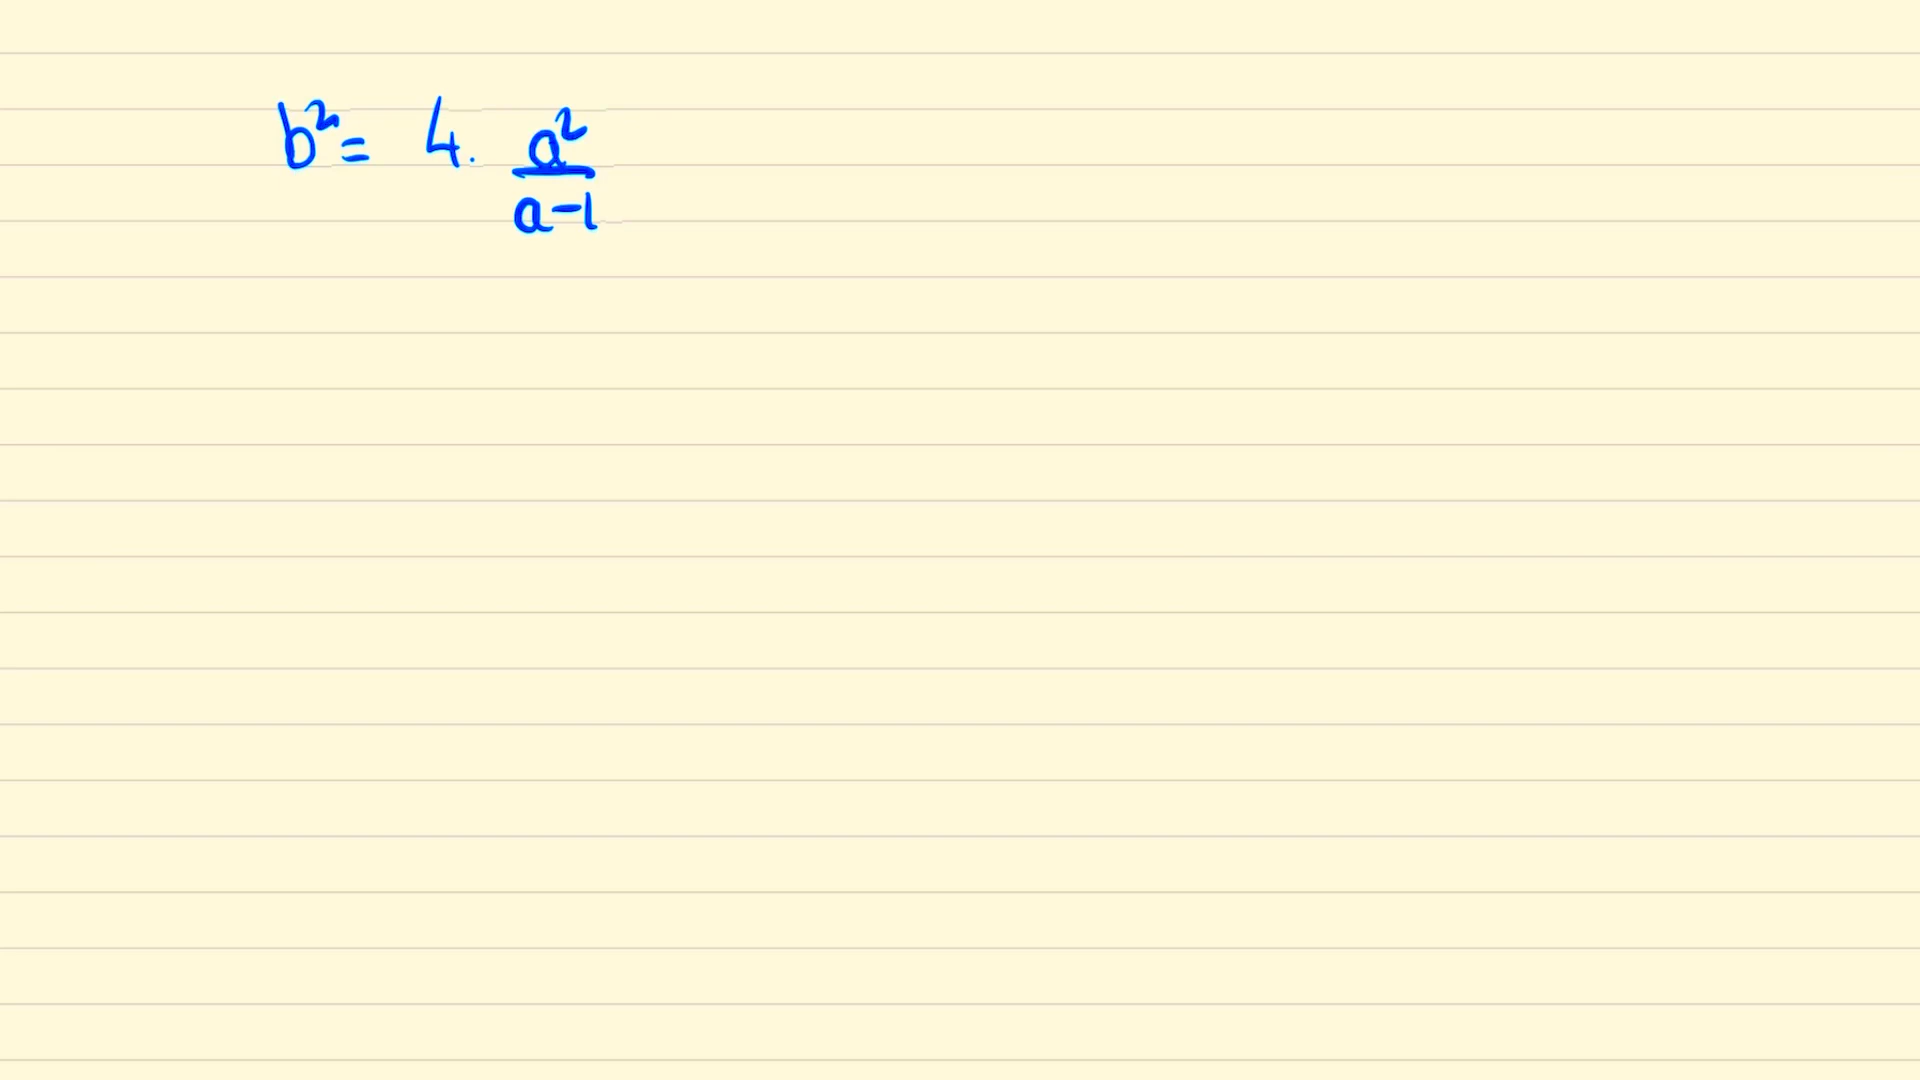 b² = 4. a²/a-1